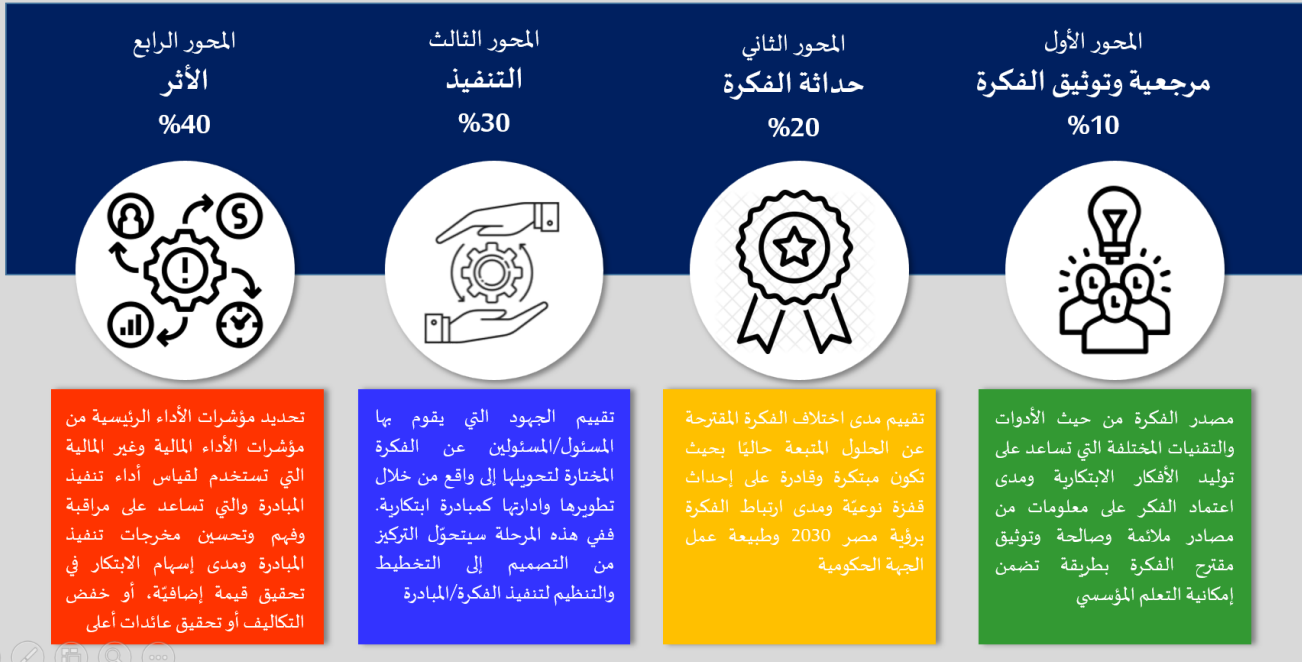 المحور الأول
مرجعية وتوثيق الفكرة
%10
المحور الثاني
حداثة الفكرة
%20
المحور الثالث
التنفيذ
%30
المحور الرابع
الأثر
%40
مصدر الفكرة من حيث الأدوات
والتقنيات المختلفة التي تساعد على
توليد الأفكار الابتكارية ومدى
اعتماد الفكر على معلومات من
مصادر ملائمة وصالحة وتوثيق
مقترح الفكرة بطريقة تضمن
إمكانية التعلم المؤسسي
تقييم مدى اختلاف الفكرة المقترحة
عن الحلول المتبعة حاليًا بحيث
تكون مبتكرة وقادرة على إحداث
قفزة نوعيّة ومدى ارتباط الفكرة
برؤية مصر 2030 وطبيعة عمل
الجهة الحكومية
تقييم الجهود التي يقوم بها
المسئول/المسئولين عن الفكرة
المختارة لتحويلها إلى واقع من خلال
تطويرها وادارتها كمبادرة ابتكارية.
ففي هذه المرحلة سيتحوّل التركيز
من التصميم إلى التخطيط
والتنظيم لتنفيذ الفكرة/المبادرة
تحديد مؤشرات الأداء الرئيسية من
مؤشرات الأداء المالية وغير المالية
التي تستخدم لقياس أداء تنفيذ
المبادرة والتي تساعد على مراقبة
وفهم وتحسين مخرجات تنفيذ
المبادرة ومدى إسهام الابتكار في
تحقيق قيمة إضافيّة، أو خفض
التكاليف أو تحقيق عائدات أعلى